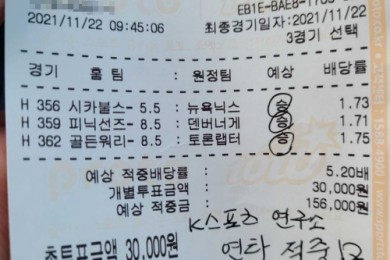 EB1E-BAE8-1703
2021/11/22 09:45:06 최종경기일자:2021/11/22
3경기 선택
경기 홈 팀 : 원정팀 예상 배당률
H 356 시카불스- 5.5 : 뉴욕닉스 승 1.73
H 359 피닉선즈- 8.5 : 덴버너게 승 1.71
H 362 골든워리- 8.5 : 토론랩터 승 1.75
예상 적중배당률 : 5.20배
개별투표금액 : 30,000원
예상 적중금 : 156,000원
K스포츠 연구소
총투표금액 30,000원 연타 적중